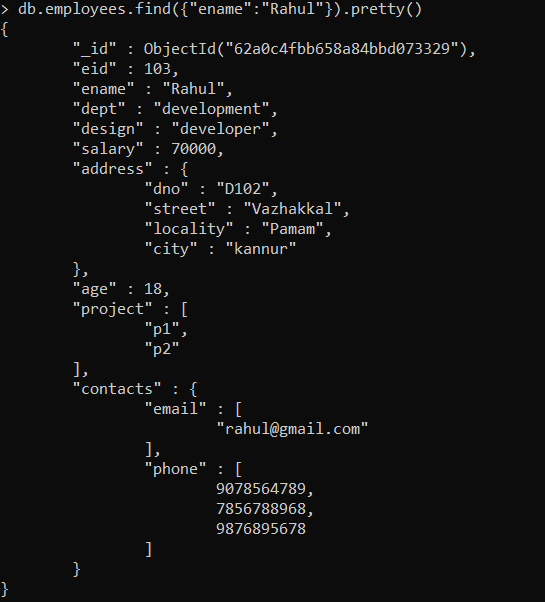 > db.employees.find({"ename":"Rahul"}).pretty()
{
        "_id" : ObjectId("62a0c4fbb658a84bbd073329"),
        "eid" : 103,
        "ename" : "Rahul",
        "dept" : "development",
        "design" : "developer",
        "salary" : 70000,
        "address" : {
                "dno" : "D102",
                "street" : "Vazhakkal",
                "locality" : "Pamam",
                "city" : "kannur"
        },
        "age" : 18,
        "project" : [
                "p1",
                "p2"
        ],
        "contacts" : {
                "email" : [
                        "rahul@gmail.com"
                ],
                "phone" : [
                        9078564789,
                        7856788968,
                        9876895678
                ]
        }
}